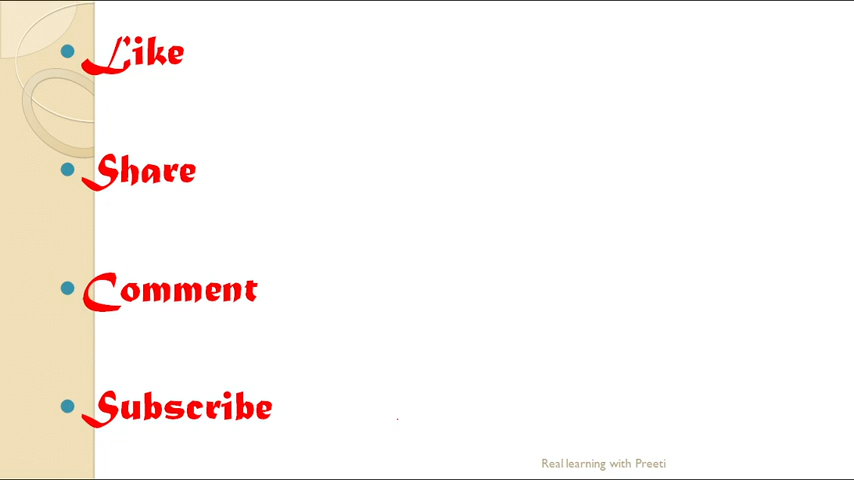 Like
Share
Comment
Subscribe
Real learning with Preeti